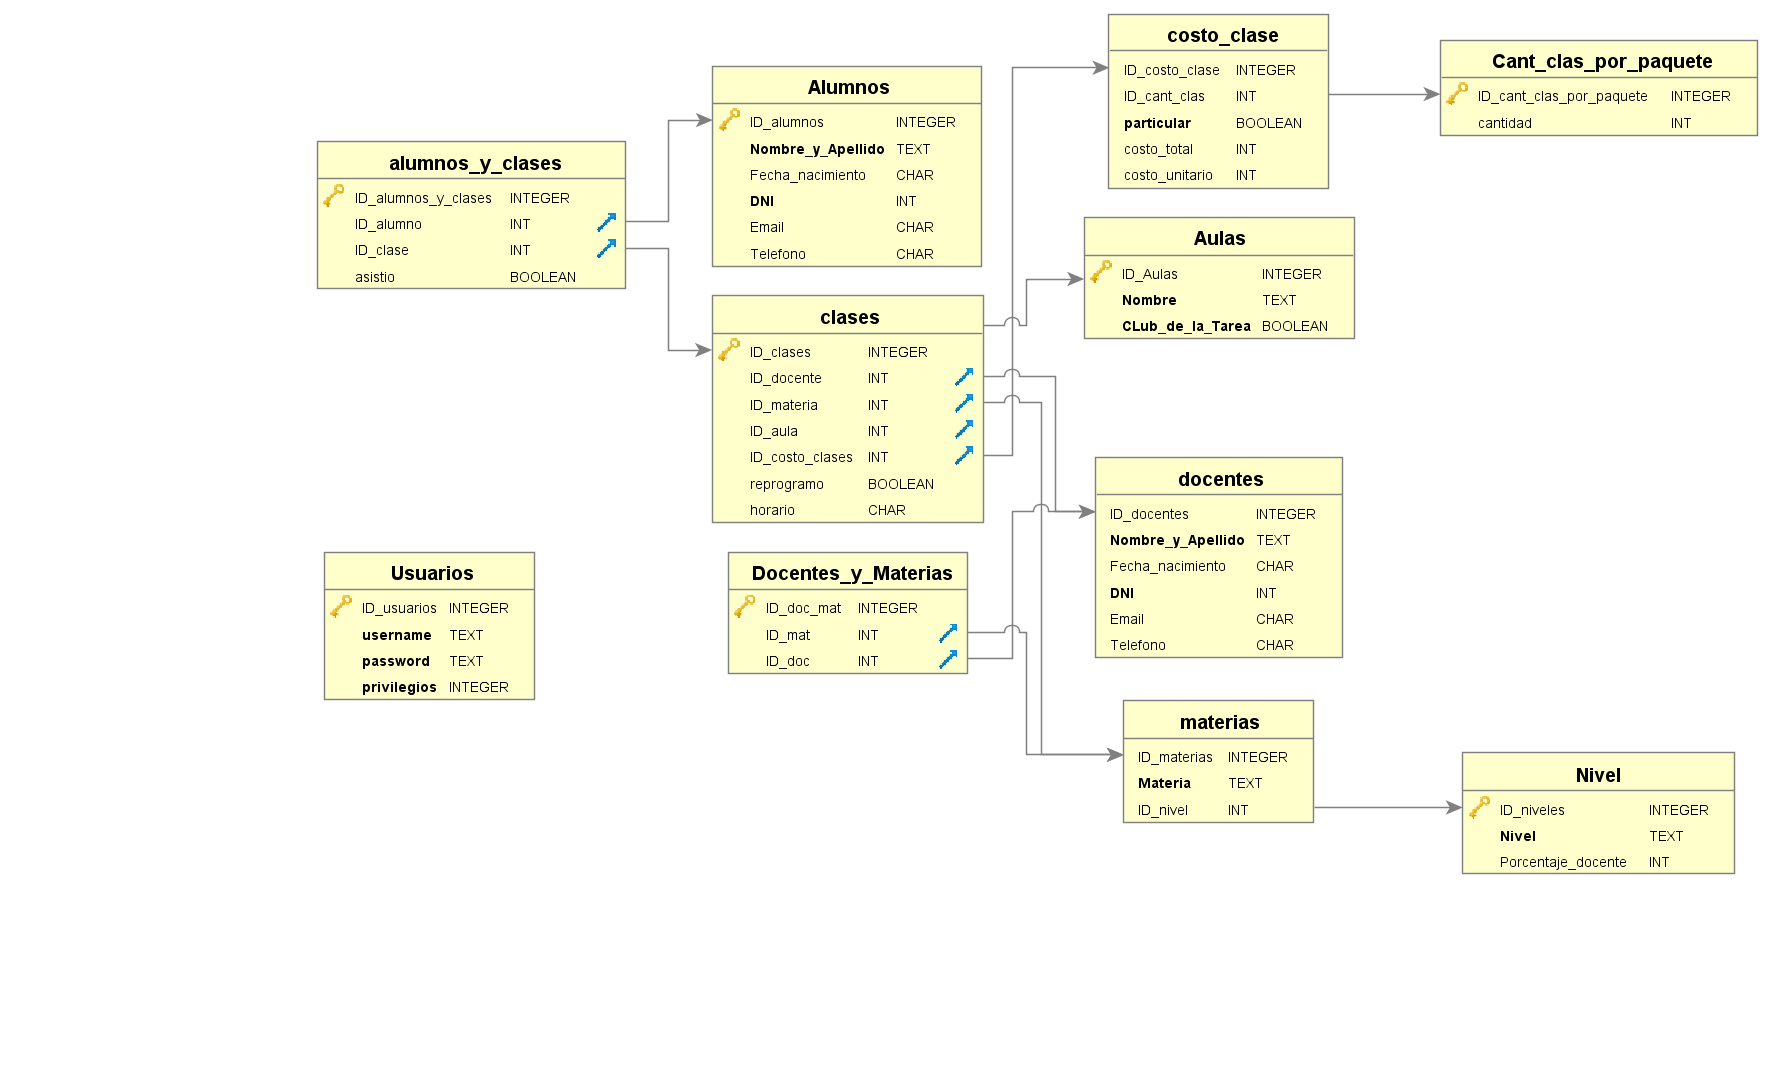 costo_clase
ID_costo_clase INTEGER
ID_cant_clas INT
particular BOOLEAN
costo_total INT
costo_unitario INT
Cant_clas_por_paquete
ID_cant_clas_por_paquete INTEGER
cantidad INT
Alumnos
ID_alumnos INTEGER
Nombre_y_Apellido TEXT
Fecha_nacimiento CHAR
DNI INT
Email CHAR
Telefono CHAR
alumnos_y_clases
ID_alumnos_y_clases INTEGER
ID_alumno INT
ID_clase INT
asistio BOOLEAN
Aulas
ID_Aulas INTEGER
Nombre TEXT
CLub_de_la_Tarea BOOLEAN
clases
ID_clases INTEGER
ID_docente INT
ID_materia INT
ID_aula INT
ID_costo_clases INT
reprogramo BOOLEAN
horario CHAR
docentes
ID_docentes INTEGER
Nombre_y_Apellido TEXT
Fecha_nacimiento CHAR
DNI INT
Email CHAR
Telefono CHAR
Usuarios
ID_usuarios INTEGER
username TEXT
password TEXT
privilegios INTEGER
Docentes_y_Materias
ID_doc_mat INTEGER
ID_mat INT
ID_doc INT
materias
ID_materias INTEGER
Materia TEXT
ID_nivel INT
Nivel
ID_niveles INTEGER
Nivel TEXT
Porcentaje_docente INT